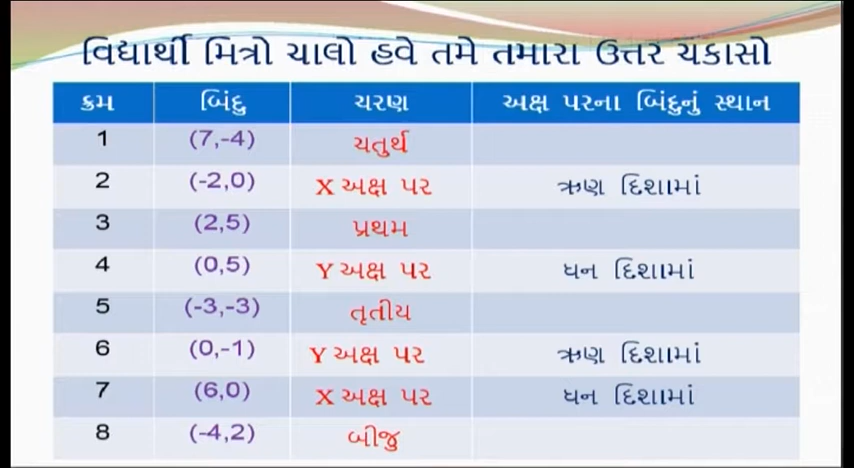 વિદ્યાર્થી મિત્રો ચાલો હવે તમે તમારા ઉત્તર ચકાસો
ક્રમ બિંદુ ચરણ અક્ષ પરના બિંદુનું સ્થાન
1 (7,-4) ચતુર્થ
2 (-2,0) X અક્ષ પર ઋણ દિશામાં
3 (2,5) પ્રથમ
4 (0,5) Y અક્ષ પર ધન દિશામાં
5 (-3,-3) તૃતીય
6 (0,-1) Y અક્ષ પર ઋણ દિશામાં
7 (6,0) X અક્ષ પર ધન દિશામાં
8 (-4,2) બીજુ